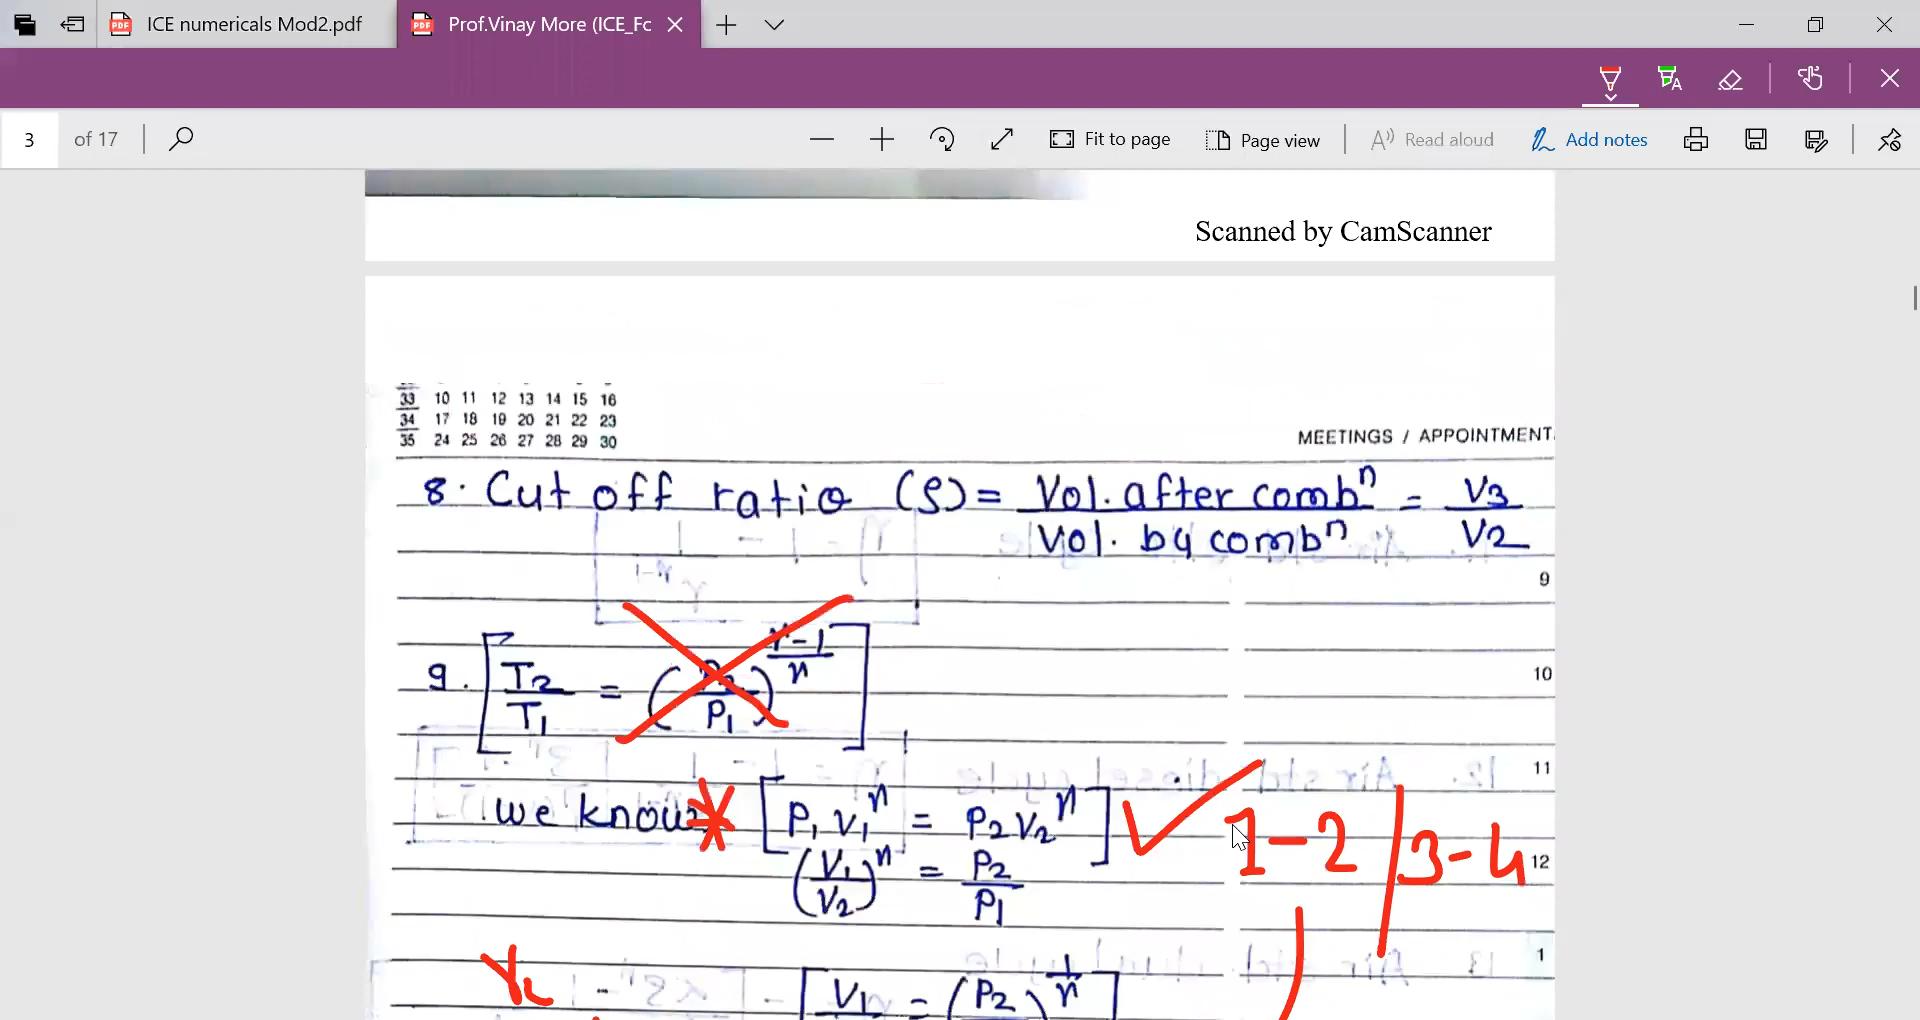 ICE numericals Mod2.pdf
Prof.Vinay More (ICE_Fc
3 of 17
Fit to page
Page view
Read aloud
Add notes
Scanned by CamScanner
33 10 11 12 13 14 15 16
34 17 18 19 20 21 22 23
35 24 25 26 27 28 29 30
MEETINGS / APPOINTMENT
8. Cut off ratio (ς) = Vol. after combⁿ / Vol. b4 combⁿ = V3 / V2
9
9. [T2/T1 = (P2/P1)^(n-1/n)]
10
11
we know * [P1 V1^n = P2 V2^n] ✓ 1-2 / 3-4
12
(V1/V2)^n = P2/P1
1
V1 = (P2)^(1/n)